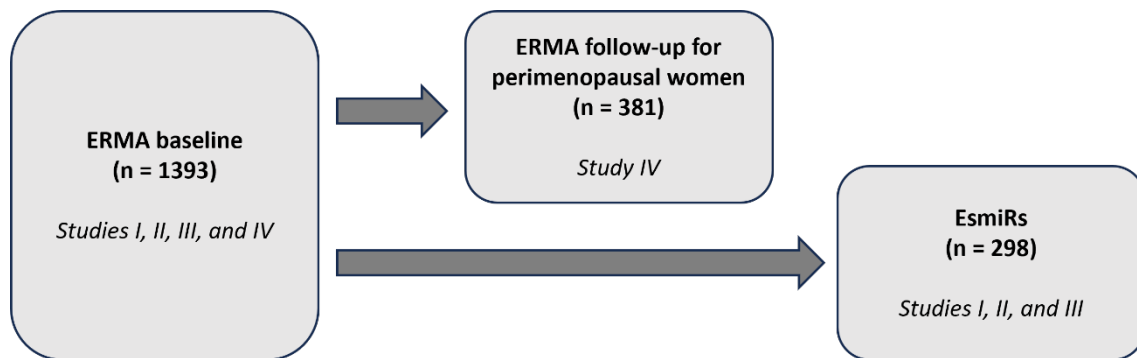 ERMA baseline
(n = 1393)
Studies I, II, III, and IV
ERMA follow-up for
perimenopausal women
(n = 381)
Study IV
EsmiRs
(n = 298)
Studies I, II, and III